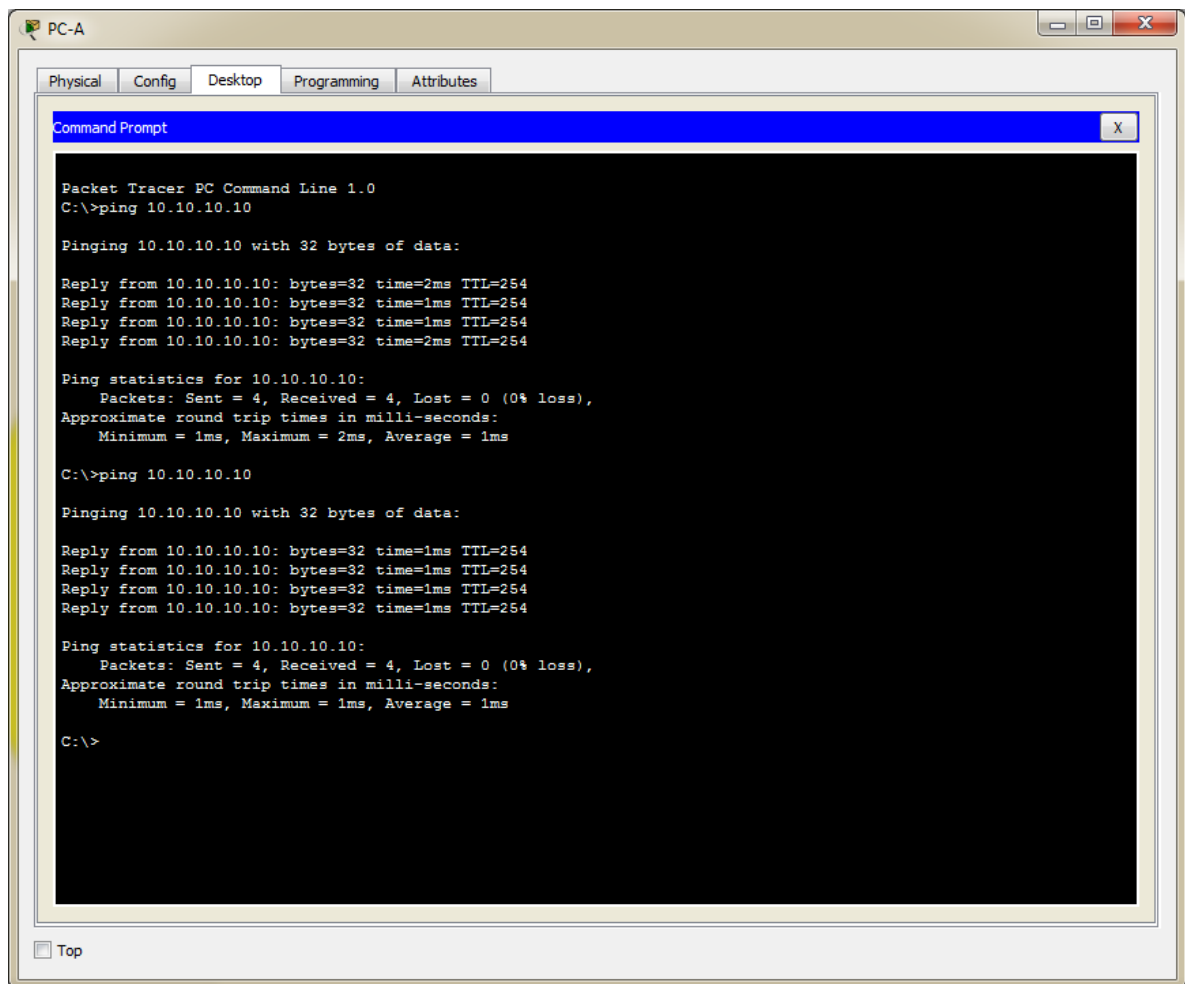 PC-A
Physical Config Desktop Programming Attributes
Command Prompt X
Packet Tracer PC Command Line 1.0
C:\>ping 10.10.10.10
Pinging 10.10.10.10 with 32 bytes of data:
Reply from 10.10.10.10: bytes=32 time=2ms TTL=254
Reply from 10.10.10.10: bytes=32 time=1ms TTL=254
Reply from 10.10.10.10: bytes=32 time=1ms TTL=254
Reply from 10.10.10.10: bytes=32 time=2ms TTL=254
Ping statistics for 10.10.10.10:
    Packets: Sent = 4, Received = 4, Lost = 0 (0% loss),
Approximate round trip times in milli-seconds:
    Minimum = 1ms, Maximum = 2ms, Average = 1ms
C:\>ping 10.10.10.10
Pinging 10.10.10.10 with 32 bytes of data:
Reply from 10.10.10.10: bytes=32 time=1ms TTL=254
Reply from 10.10.10.10: bytes=32 time=1ms TTL=254
Reply from 10.10.10.10: bytes=32 time=1ms TTL=254
Reply from 10.10.10.10: bytes=32 time=1ms TTL=254
Ping statistics for 10.10.10.10:
    Packets: Sent = 4, Received = 4, Lost = 0 (0% loss),
Approximate round trip times in milli-seconds:
    Minimum = 1ms, Maximum = 1ms, Average = 1ms
C:\>
Top